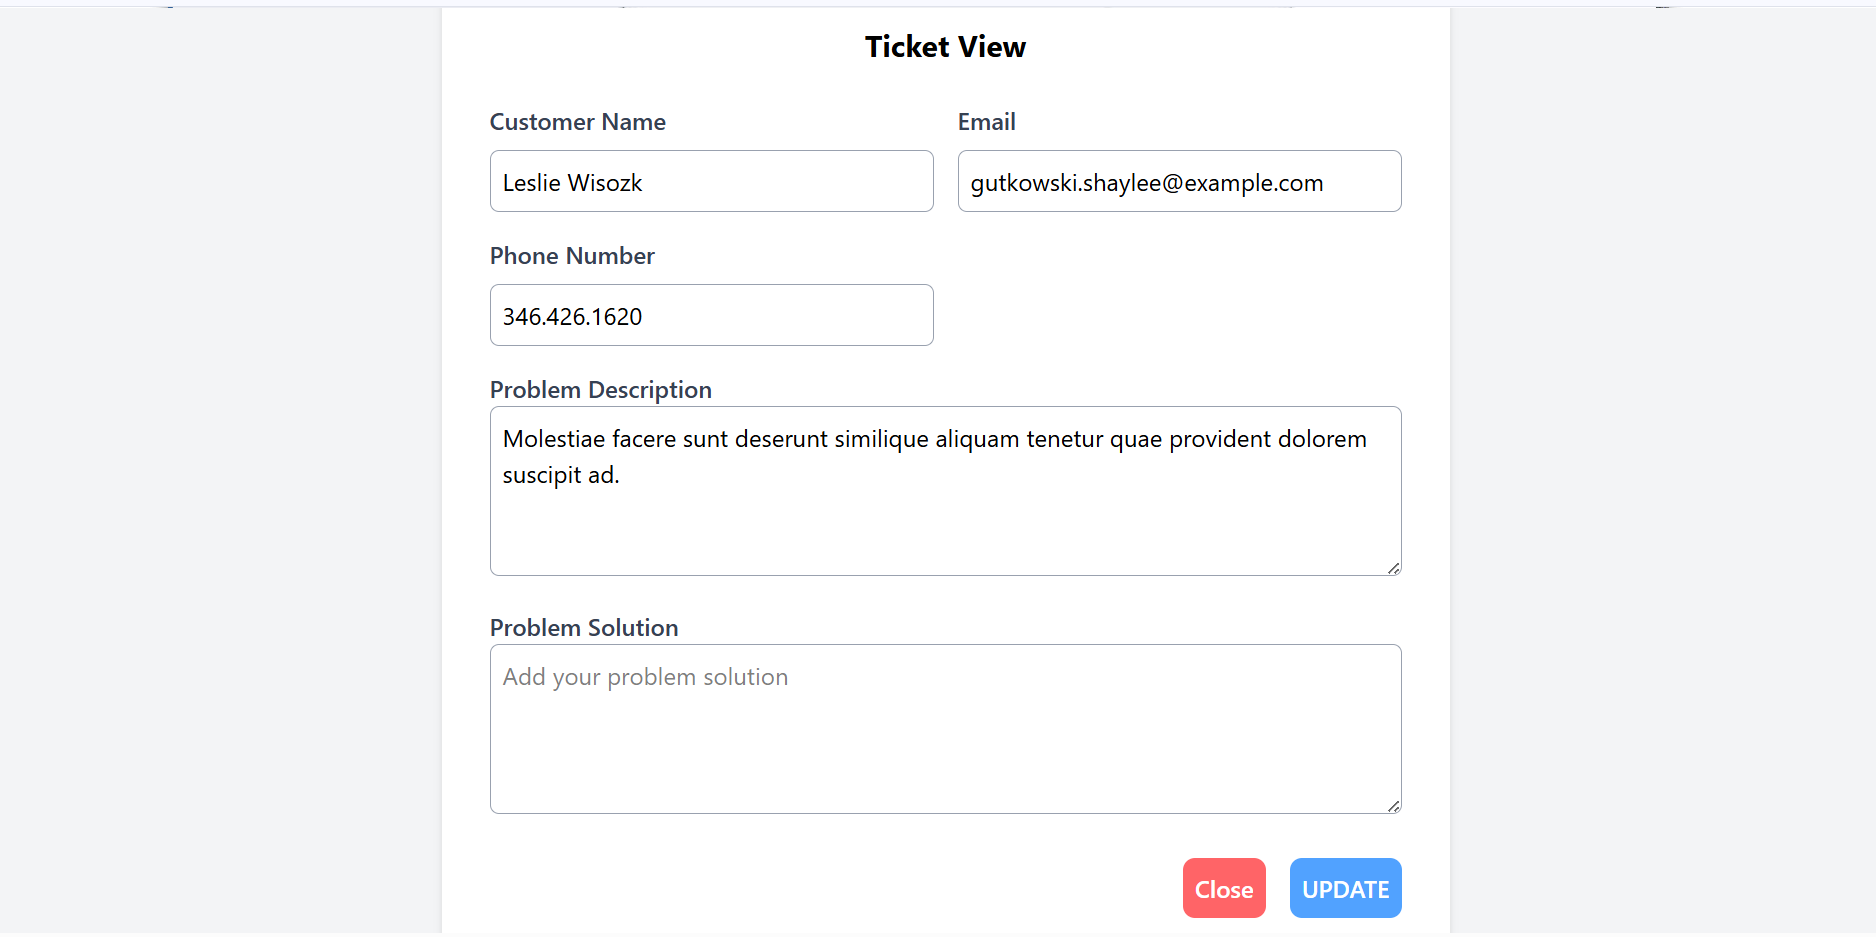 Ticket View
Customer Name
Email
Leslie Wisozk
gutkowski.shaylee@example.com
Phone Number
346.426.1620
Problem Description
Molestiae facere sunt deserunt similique aliquam tenetur quae provident dolorem
suscipit ad.
Problem Solution
Add your problem solution
Close
UPDATE